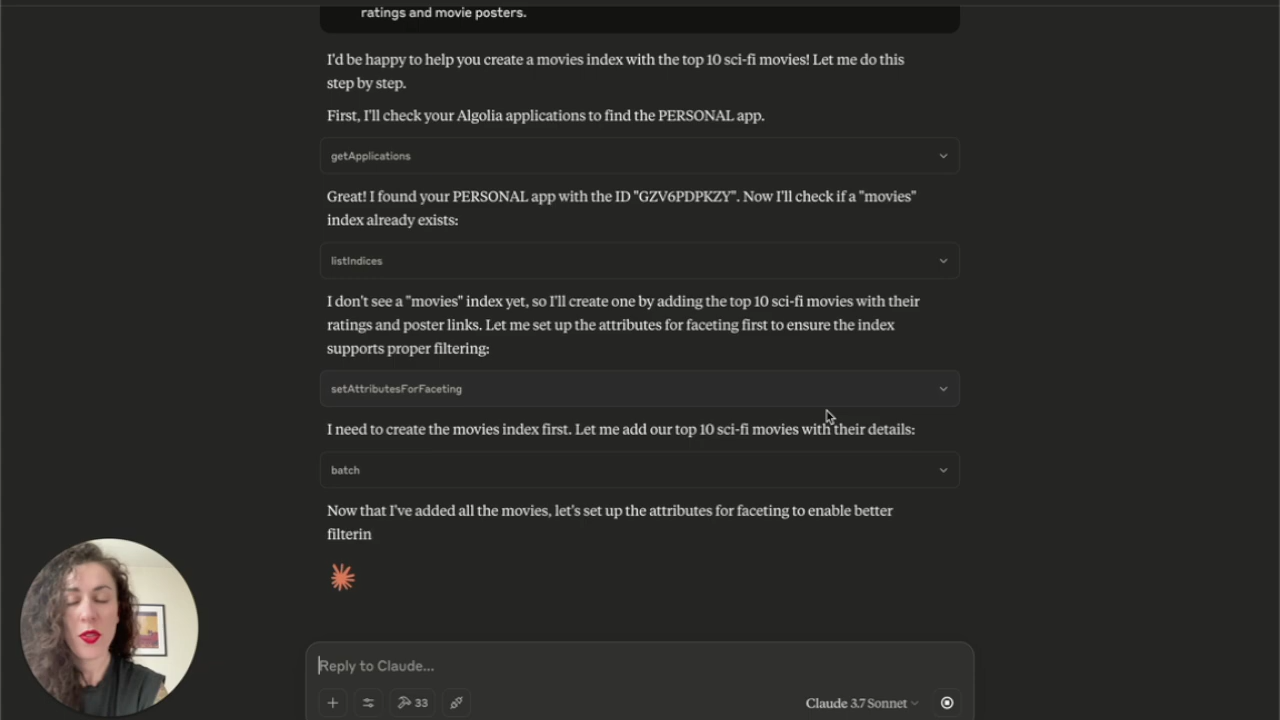 ratings and movie posters.
I'd be happy to help you create a movies index with the top 10 sci-fi movies! Let me do this
step by step.
First, I'll check your Algolia applications to find the PERSONAL app.
getApplications
Great! I found your PERSONAL app with the ID "GZV6PDPKZY". Now I'll check if a "movies"
index already exists:
listIndices
I don't see a "movies" index yet, so I'll create one by adding the top 10 sci-fi movies with their
ratings and poster links. Let me set up the attributes for faceting first to ensure the index
supports proper filtering:
setAttributesForFaceting
I need to create the movies index first. Let me add our top 10 sci-fi movies with their details:
batch
Now that I've added all the movies, let's set up the attributes for faceting to enable better
filterin
Reply to Claude...
33
Claude 3.7 Sonnet